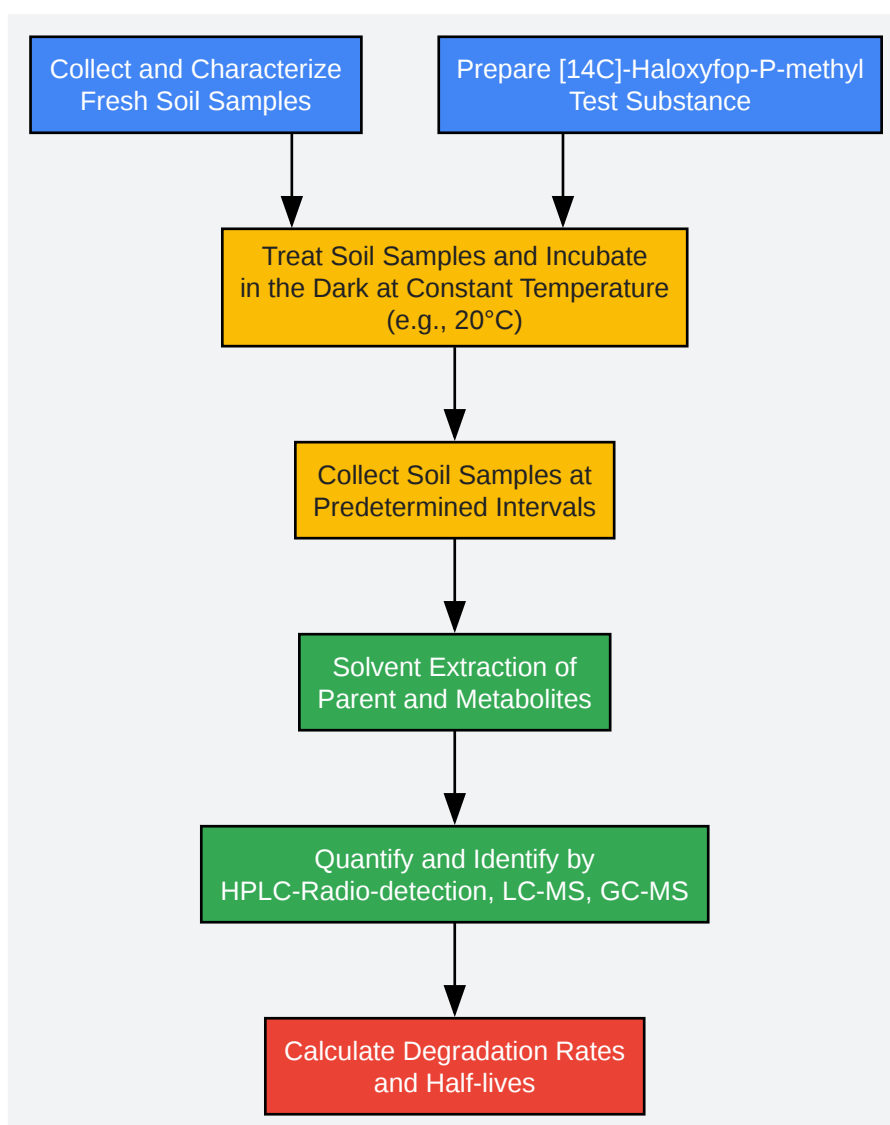 Collect and Characterize
Fresh Soil Samples
Prepare [14C]-Haloxyfop-P-methyl
Test Substance
Treat Soil Samples and Incubate
in the Dark at Constant Temperature
(e.g., 20°C)
Collect Soil Samples at
Predetermined Intervals
Solvent Extraction of
Parent and Metabolites
Quantify and Identify by
HPLC-Radio-detection, LC-MS, GC-MS
Calculate Degradation Rates
and Half-lives